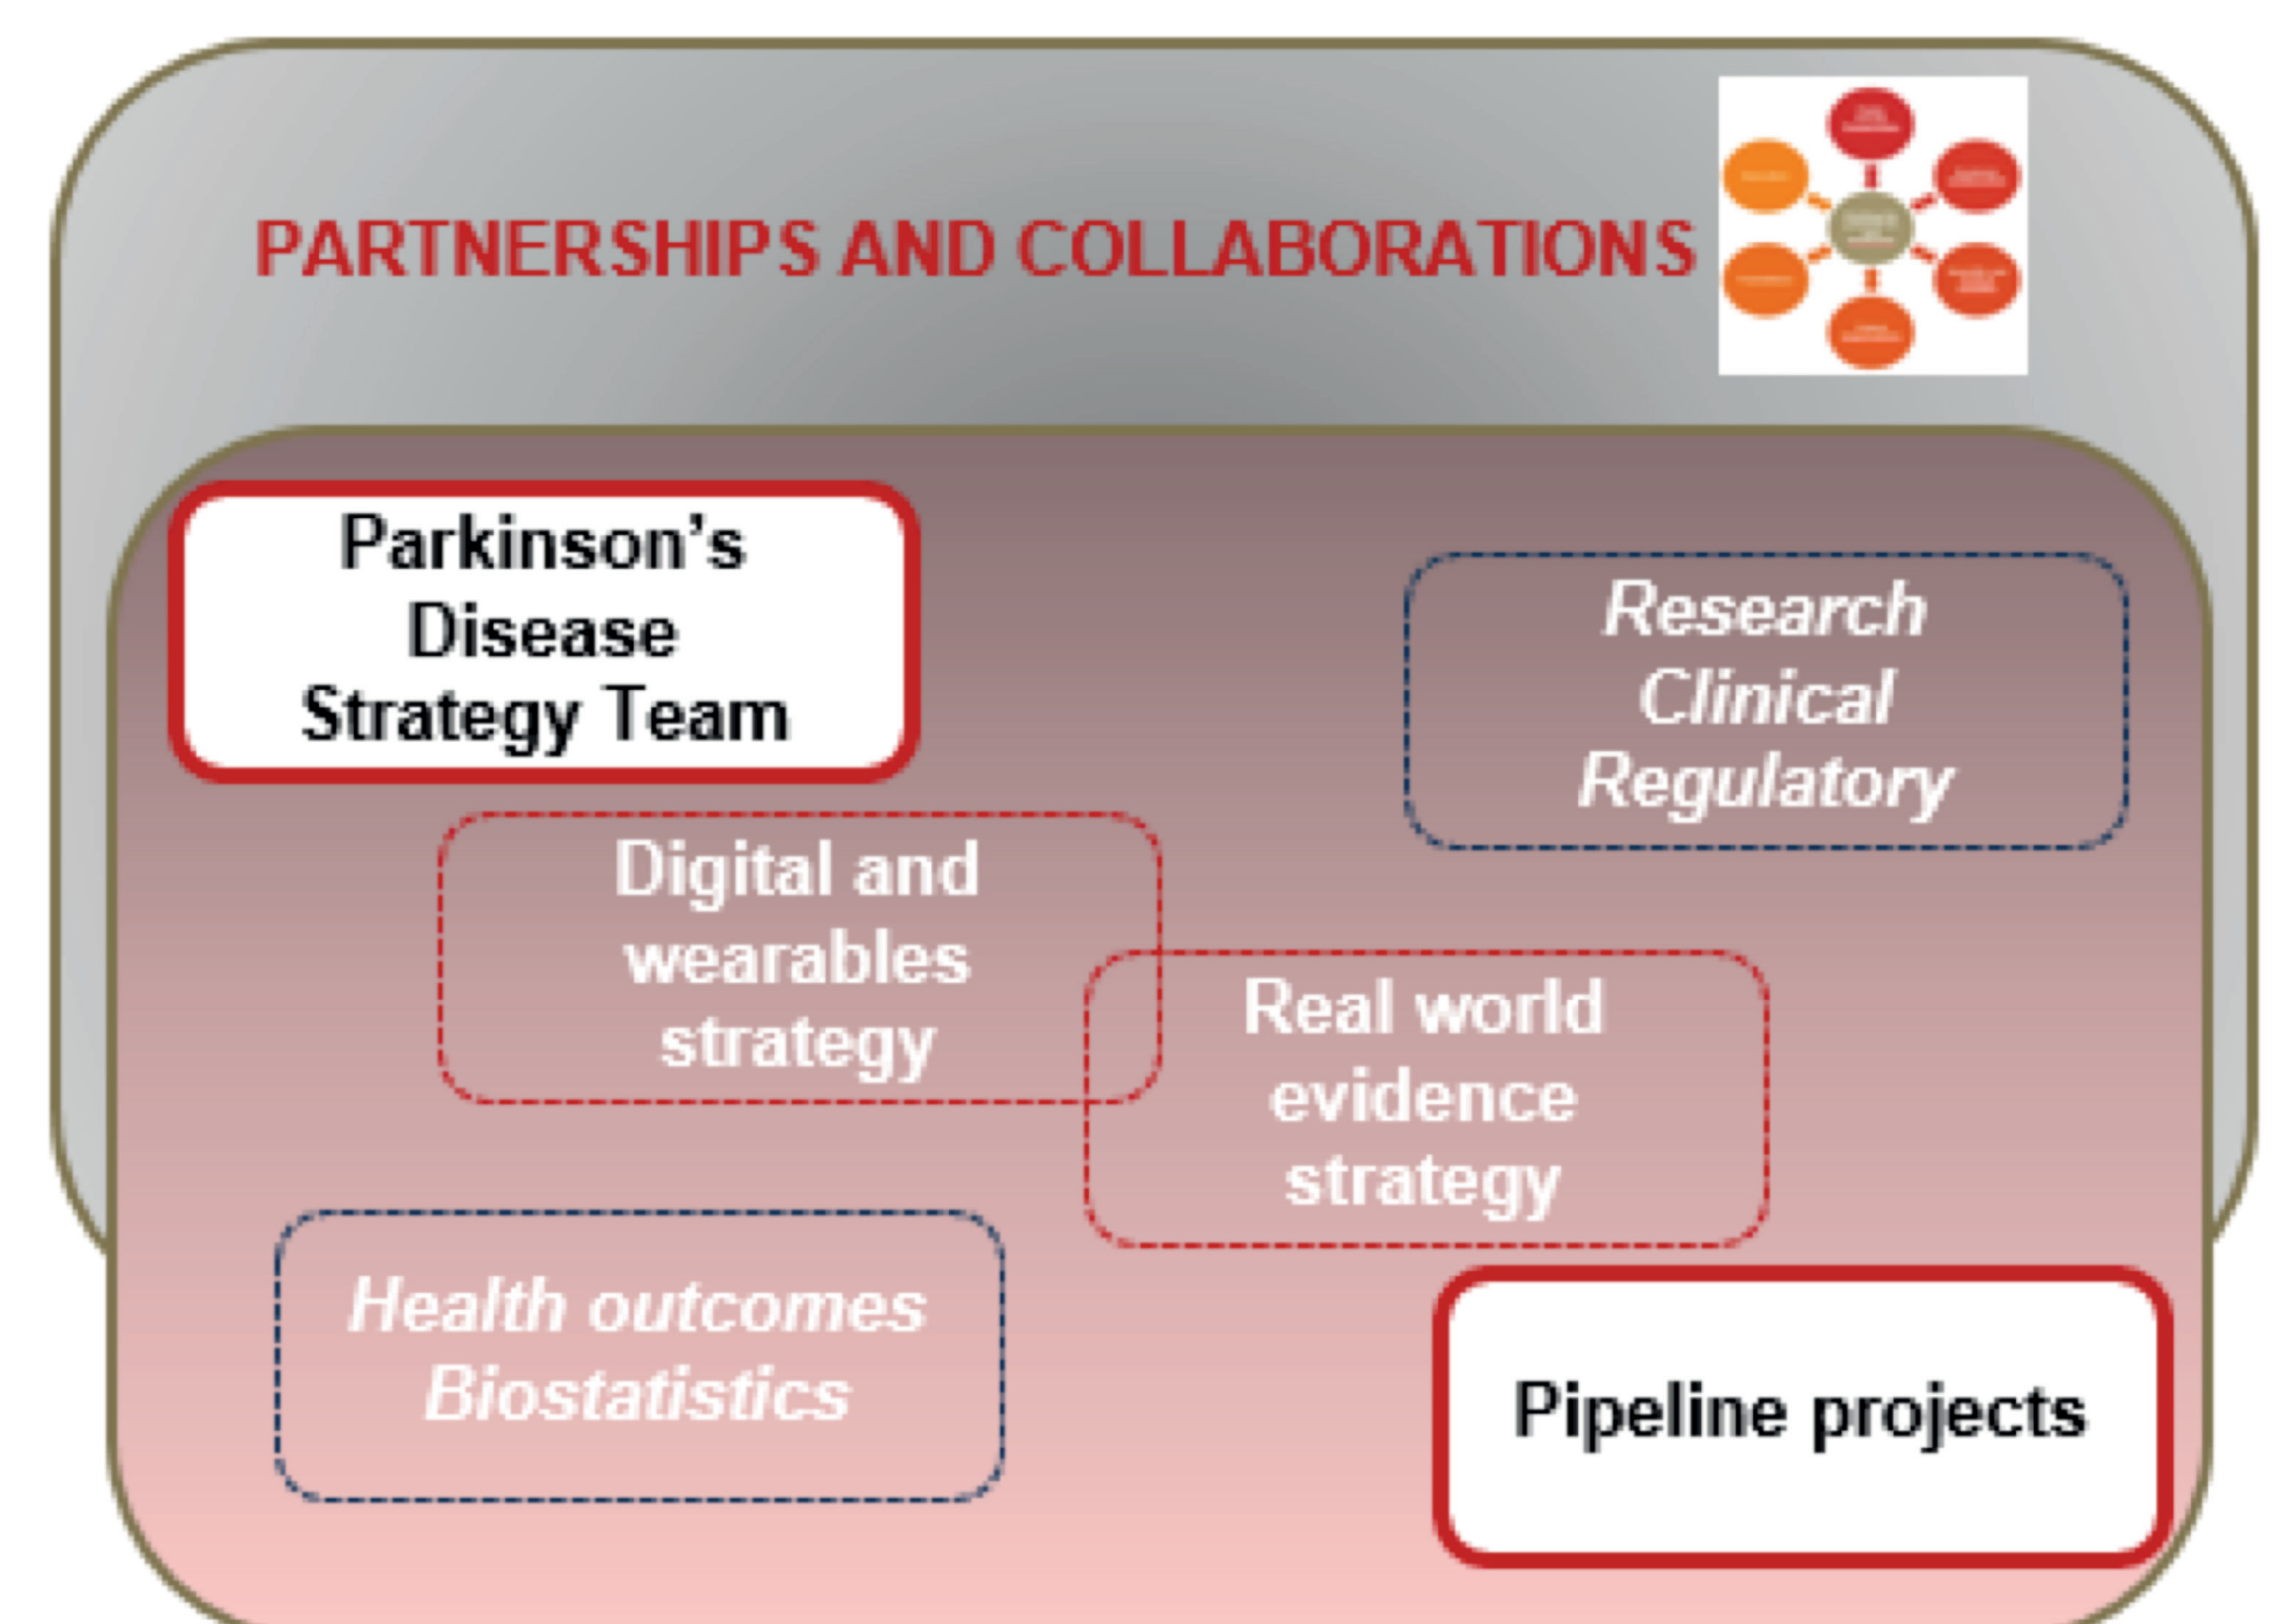 PARTNERSHIPS AND COLLABORATIONS
Parkinson’s
Disease
Strategy Team
Research
Clinical
Regulatory
Digital and
wearables
strategy
Real world
evidence
strategy
Health outcomes
Biostatistics
Pipeline projects